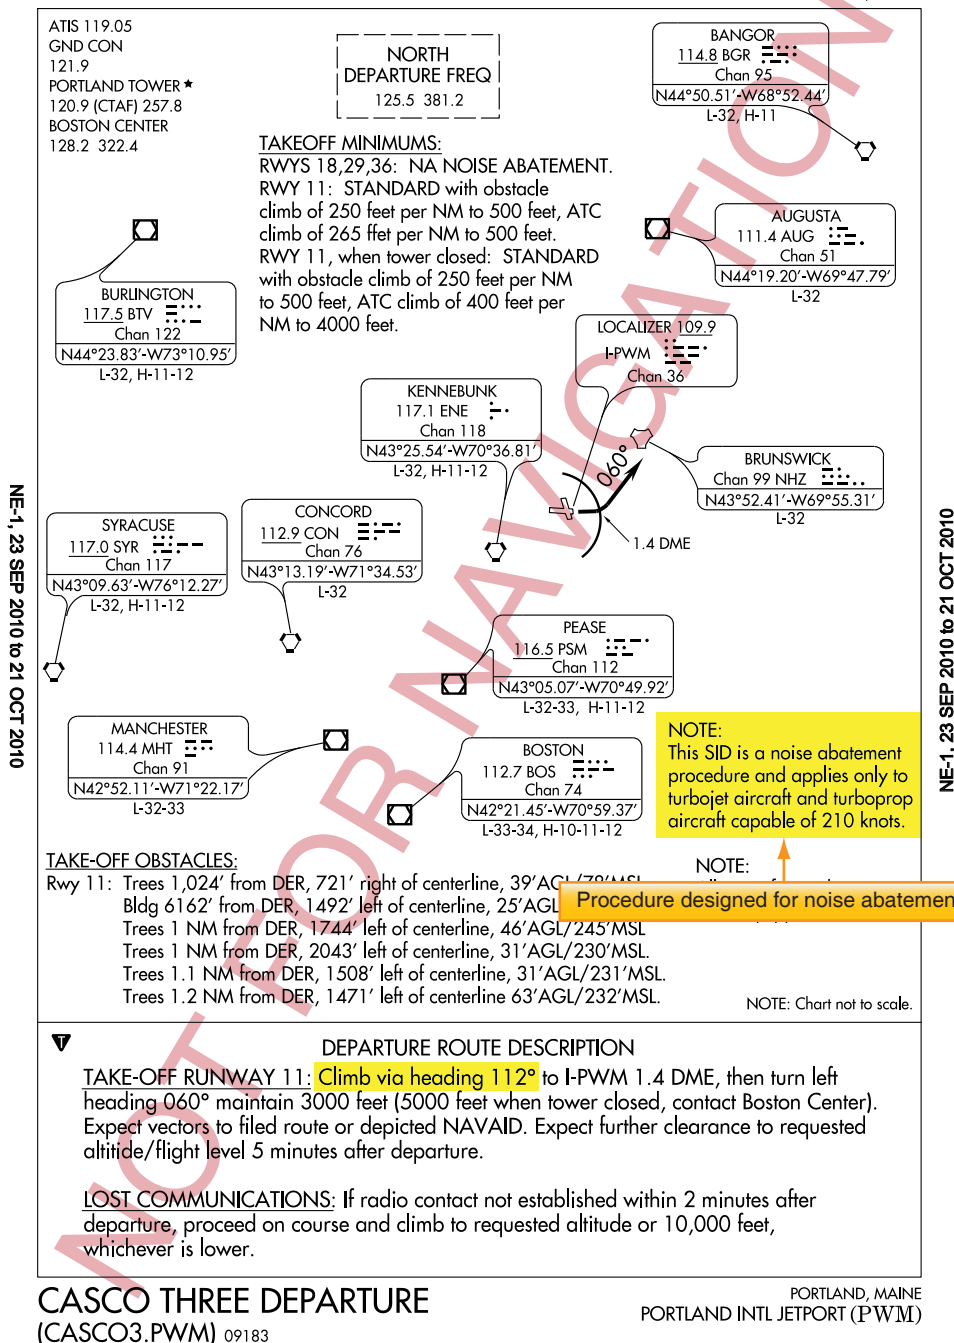 ATIS 119.05
GND CON
121.9
PORTLAND TOWER★
120.9 (CTAF) 257.8
BOSTON CENTER
128.2 322.4
NORTH
DEPARTURE FREQ
125.5 381.2
BANGOR
114.8 BGR
Chan 95
N44°50.51′-W68°52.44′
L-32, H-11
TAKEOFF MINIMUMS:
RWYS 18,29,36: NA NOISE ABATEMENT.
RWY 11: STANDARD with obstacle
climb of 250 feet per NM to 500 feet, ATC
climb of 265 ffet per NM to 500 feet.
RWY 11, when tower closed: STANDARD
with obstacle climb of 250 feet per NM
to 500 feet, ATC climb of 400 feet per
NM to 4000 feet.
AUGUSTA
111.4 AUG
Chan 51
N44°19.20′-W69°47.79′
L-32
BURLINGTON
117.5 BTV
Chan 122
N44°23.83′-W73°10.95′
L-32, H-11-12
LOCALIZER 109.9
I-PWM
Chan 36
KENNEBUNK
117.1 ENE
Chan 118
N43°25.54′-W70°36.81′
L-32, H-11-12
060°
BRUNSWICK
Chan 99 NHZ
N43°52.41′-W69°55.31′
L-32
1.4 DME
SYRACUSE
117.0 SYR
Chan 117
N43°09.63′-W76°12.27′
L-32, H-11-12
CONCORD
112.9 CON
Chan 76
N43°13.19′-W71°34.53′
L-32
PEASE
116.5 PSM
Chan 112
N43°05.07′-W70°49.92′
L-32-33, H-11-12
MANCHESTER
114.4 MHT
Chan 91
N42°52.11′-W71°22.17′
L-32-33
BOSTON
112.7 BOS
Chan 74
N42°21.45′-W70°59.37′
L-33-34, H-10-11-12
NOTE:
This SID is a noise abatement
procedure and applies only to
turbojet aircraft and turboprop
aircraft capable of 210 knots.
NOTE:
Procedure designed for noise abatemen
TAKE-OFF OBSTACLES:
Rwy 11: Trees 1,024′ from DER, 721′ right of centerline, 39′AGL/78′MSL
Bldg 6162′ from DER, 1492′ left of centerline, 25′AGL
Trees 1 NM from DER, 1744′ left of centerline, 46′AGL/245′MSL
Trees 1 NM from DER, 2043′ left of centerline, 31′AGL/230′MSL.
Trees 1.1 NM from DER, 1508′ left of centerline, 31′AGL/231′MSL.
Trees 1.2 NM from DER, 1471′ left of centerline 63′AGL/232′MSL.
NOTE: Chart not to scale.
T
DEPARTURE ROUTE DESCRIPTION
TAKE-OFF RUNWAY 11: Climb via heading 112° to I-PWM 1.4 DME, then turn left
heading 060° maintain 3000 feet (5000 feet when tower closed, contact Boston Center).
Expect vectors to filed route or depicted NAVAID. Expect further clearance to requested
altitide/flight level 5 minutes after departure.
LOST COMMUNICATIONS: If radio contact not established within 2 minutes after
departure, proceed on course and climb to requested altitude or 10,000 feet,
whichever is lower.
CASCO THREE DEPARTURE
(CASCO3.PWM) 09183
PORTLAND, MAINE
PORTLAND INTL JETPORT (PWM)
NE-1, 23 SEP 2010 to 21 OCT 2010
NE-1, 23 SEP 2010 to 21 OCT 2010
NOT FOR NAVIGATION